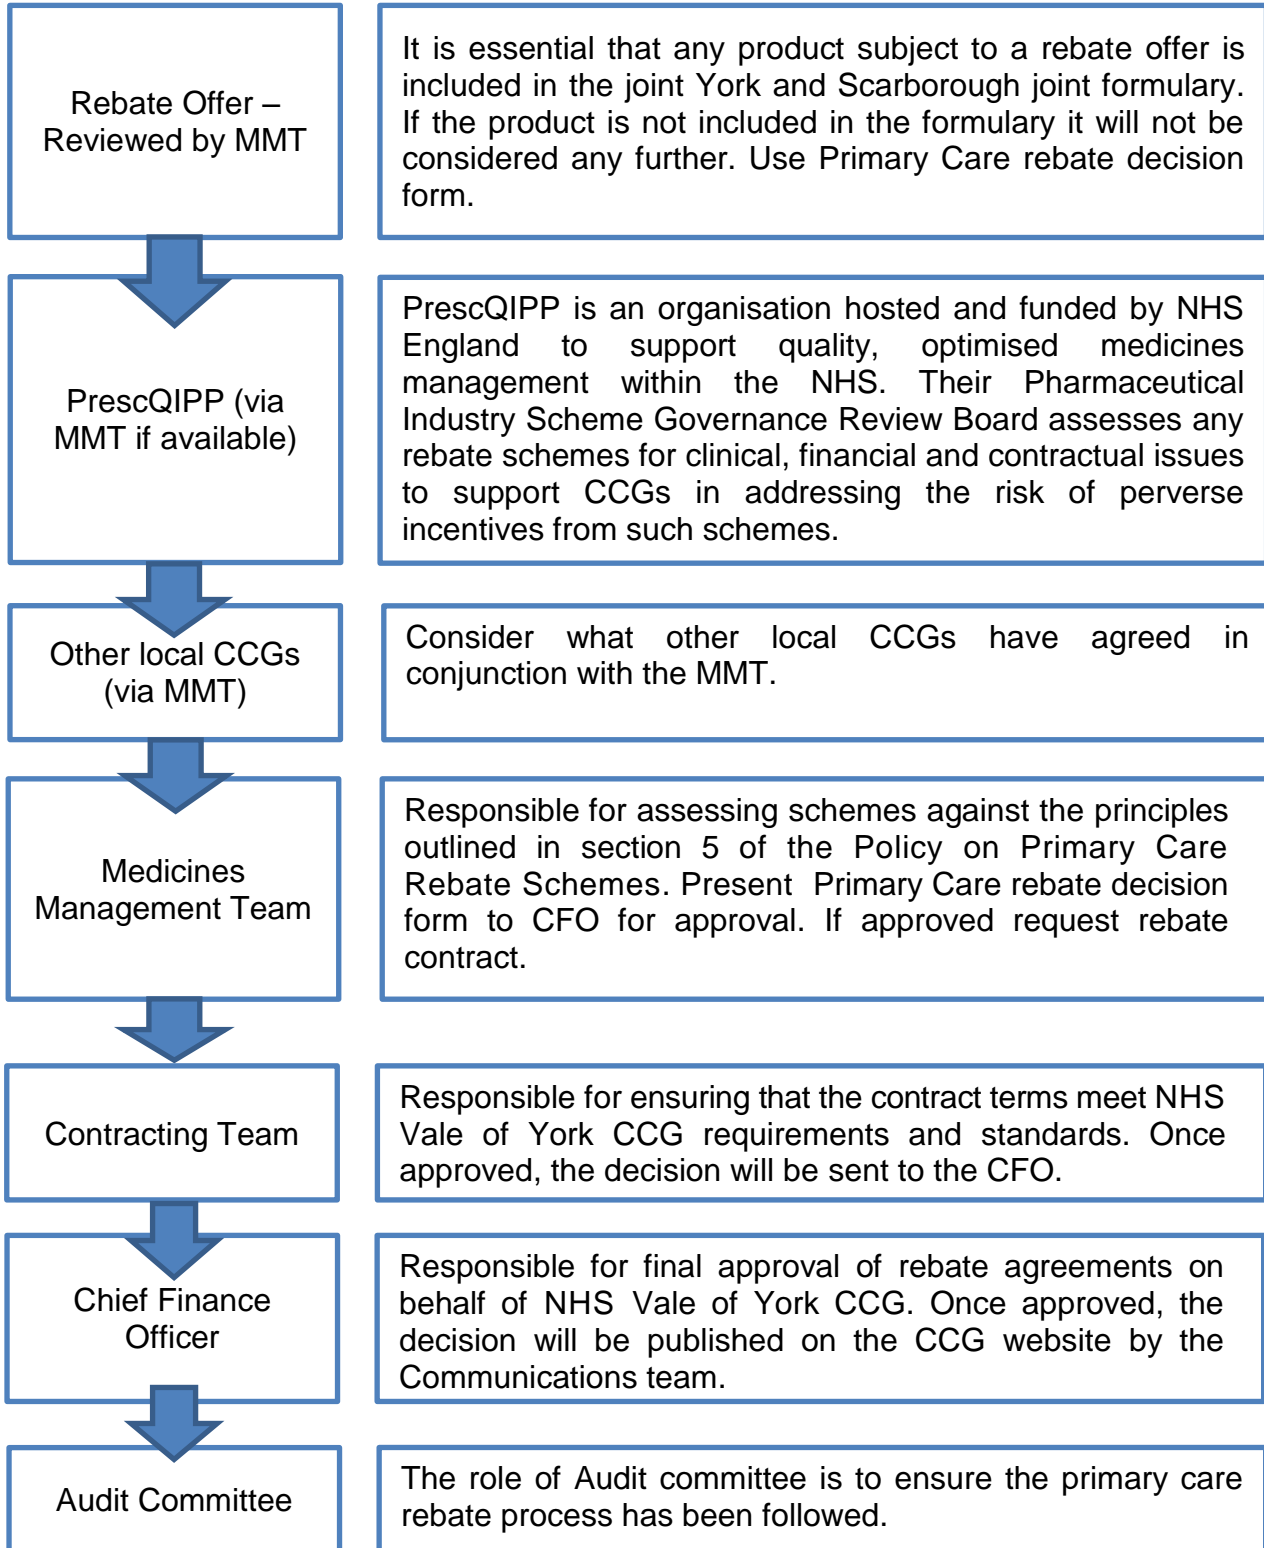 Rebate Offer –
Reviewed by MMT
It is essential that any product subject to a rebate offer is
included in the joint York and Scarborough joint formulary.
If the product is not included in the formulary it will not be
considered any further. Use Primary Care rebate decision
form.
PrescQIPP (via
MMT if available)
PrescQIPP is an organisation hosted and funded by NHS
England to support quality, optimised medicines
management within the NHS. Their Pharmaceutical
Industry Scheme Governance Review Board assesses any
rebate schemes for clinical, financial and contractual issues
to support CCGs in addressing the risk of perverse
incentives from such schemes.
Other local CCGs
(via MMT)
Consider what other local CCGs have agreed in
conjunction with the MMT.
Medicines
Management Team
Responsible for assessing schemes against the principles
outlined in section 5 of the Policy on Primary Care
Rebate Schemes. Present Primary Care rebate decision
form to CFO for approval. If approved request rebate
contract.
Contracting Team
Responsible for ensuring that the contract terms meet NHS
Vale of York CCG requirements and standards. Once
approved, the decision will be sent to the CFO.
Chief Finance
Officer
Responsible for final approval of rebate agreements on
behalf of NHS Vale of York CCG. Once approved, the
decision will be published on the CCG website by the
Communications team.
Audit Committee
The role of Audit committee is to ensure the primary care
rebate process has been followed.